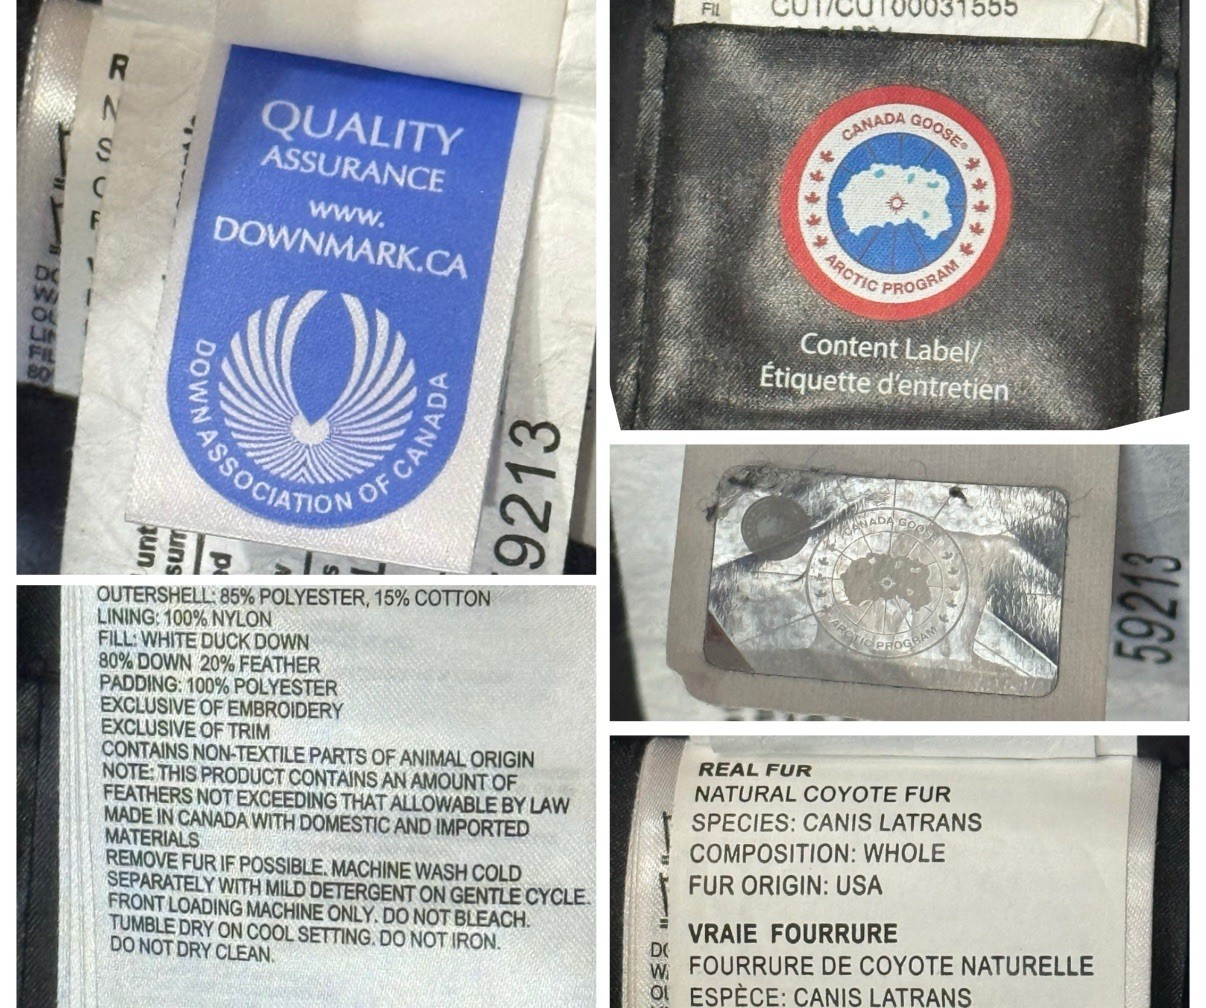 QUALITY
ASSURANCE
www.
DOWNMARK.CA
DOWN ASSOCIATION OF CANADA
9213
CUT/CUT00031555
CANADA GOOSE®
ARCTIC PROGRAM
Content Label/
Étiquette d'entretien
CANADA GOOSE
ARCTIC PROGRAM
59213
OUTERSHELL: 85% POLYESTER, 15% COTTON
LINING: 100% NYLON
FILL: WHITE DUCK DOWN
80% DOWN 20% FEATHER
PADDING: 100% POLYESTER
EXCLUSIVE OF EMBROIDERY
EXCLUSIVE OF TRIM
CONTAINS NON-TEXTILE PARTS OF ANIMAL ORIGIN
NOTE: THIS PRODUCT CONTAINS AN AMOUNT OF
FEATHERS NOT EXCEEDING THAT ALLOWABLE BY LAW
MADE IN CANADA WITH DOMESTIC AND IMPORTED
MATERIALS
REMOVE FUR IF POSSIBLE. MACHINE WASH COLD
SEPARATELY WITH MILD DETERGENT ON GENTLE CYCLE.
FRONT LOADING MACHINE ONLY. DO NOT BLEACH.
TUMBLE DRY ON COOL SETTING. DO NOT IRON.
DO NOT DRY CLEAN.
REAL FUR
NATURAL COYOTE FUR
SPECIES: CANIS LATRANS
COMPOSITION: WHOLE
FUR ORIGIN: USA
VRAIE FOURRURE
FOURRURE DE COYOTE NATURELLE
ESPÈCE: CANIS LATRANS